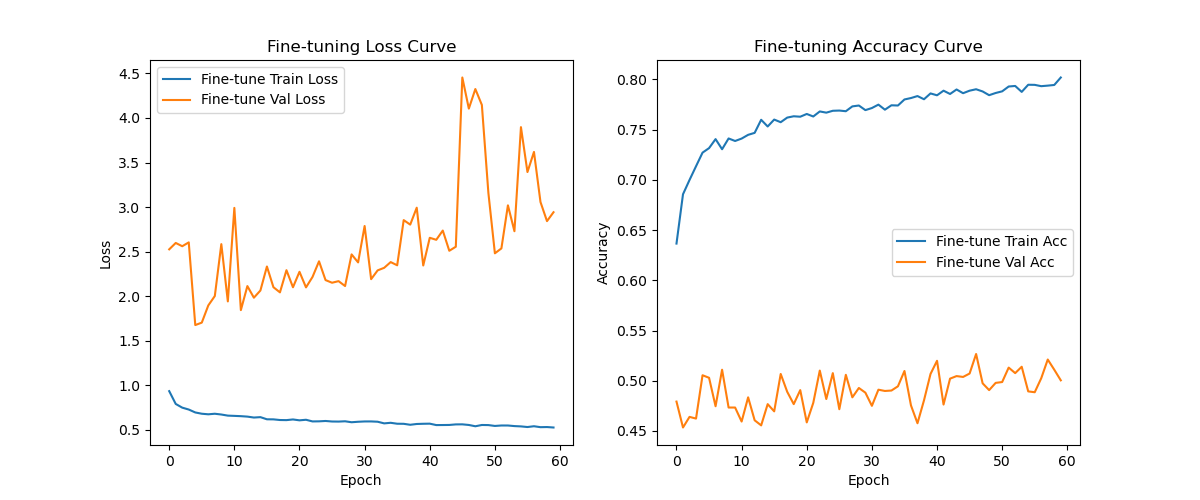 Fine-tuning Loss Curve
Fine-tune Train Loss
Fine-tune Val Loss
4.5
4.0
3.5
3.0
2.5
2.0
1.5
1.0
0.5
Loss
0 10 20 30 40 50 60
Epoch
Fine-tuning Accuracy Curve
0.80
0.75
0.70
0.65
0.60
0.55
0.50
0.45
Accuracy
Fine-tune Train Acc
Fine-tune Val Acc
0 10 20 30 40 50 60
Epoch